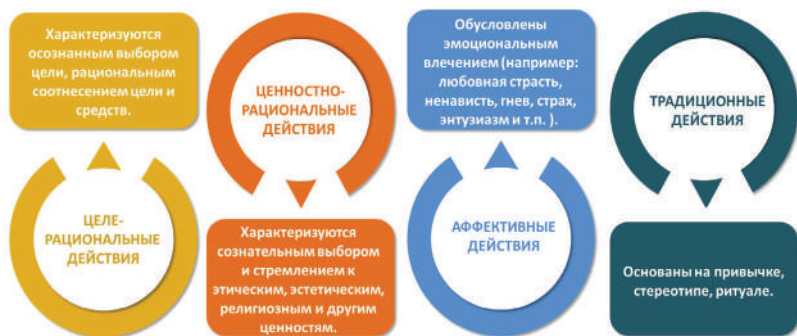 Характеризуются
осознанным выбором
цели, рациональным
соотнесением цели и
средств.
ЦЕЛЕ-
РАЦИОНАЛЬНЫЕ
ДЕЙСТВИЯ
ЦЕННОСТНО-
РАЦИОНАЛЬНЫЕ
ДЕЙСТВИЯ
Характеризуются
сознательным выбором
и стремлением к
этическим, эстетическим,
религиозным и другим
ценностям.
Обусловлены
эмоциональным
влечением (например:
любовная страсть,
ненависть, гнев, страх,
энтузиазм и т.п. ).
АФФЕКТИВНЫЕ
ДЕЙСТВИЯ
ТРАДИЦИОННЫЕ
ДЕЙСТВИЯ
Основаны на привычке,
стереотипе, ритуале.